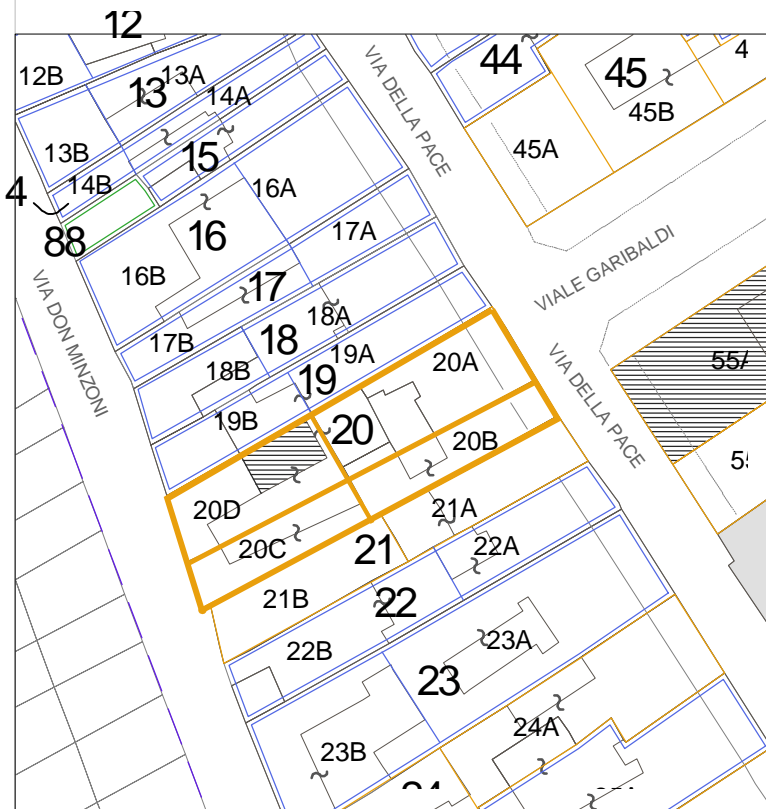 12
12B
13
13A
14A
13B
15
14B
4
88
16A
16
16B
17A
17
17B
18A
18
18B
19A
19
19B
20A
20
20B
20D
20C
21A
21
21B
22A
22
22B
23A
23
23B
24A
44
45
4
45B
45A
55A
VIA DELLA PACE
VIALE GARIBALDI
VIA DELLA PACE
VIA DON MINZONI